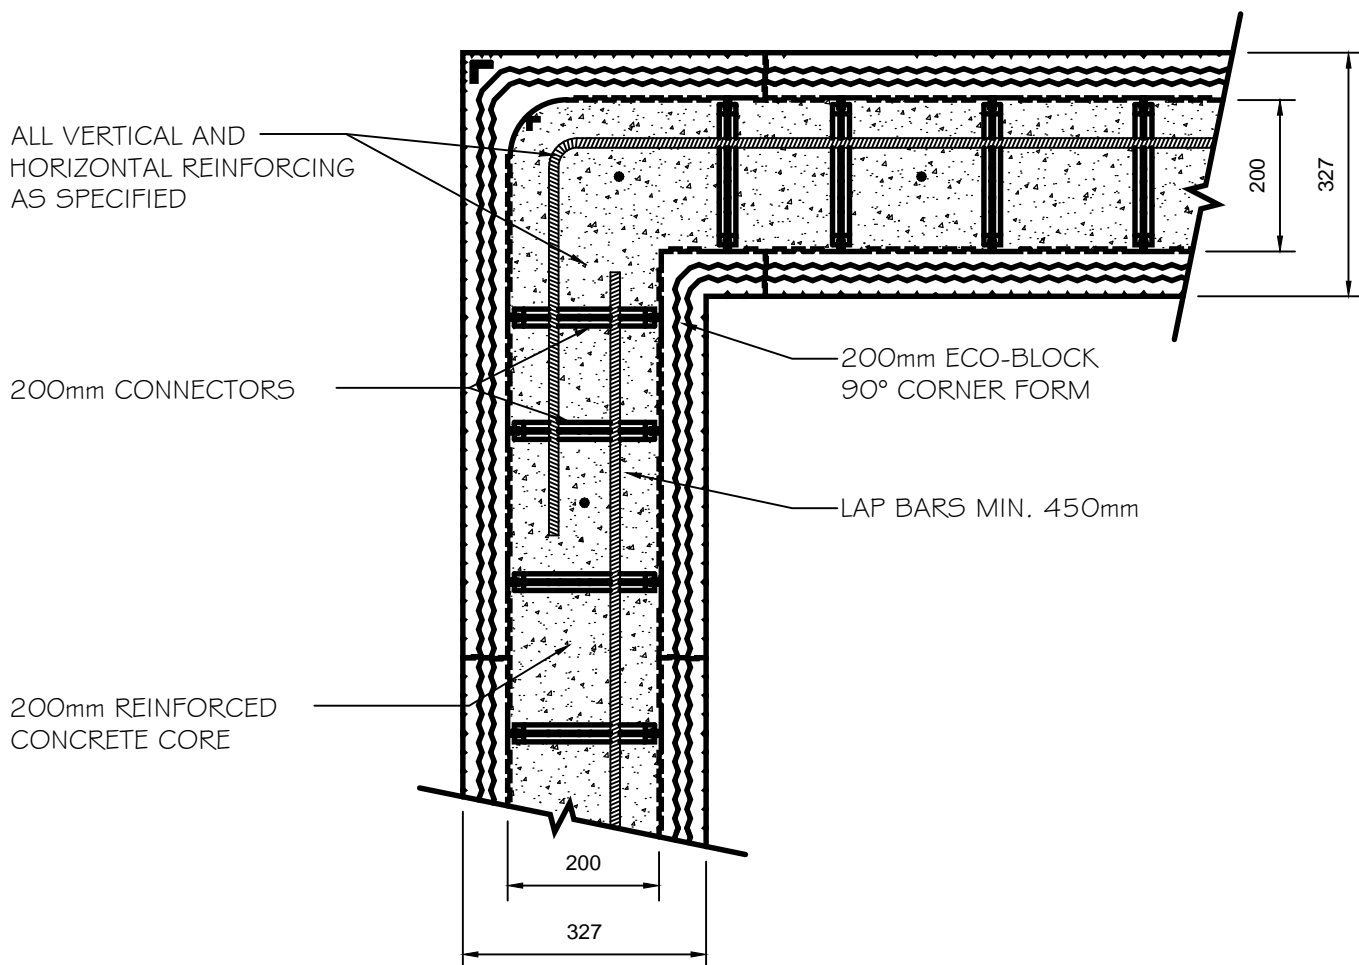 ALL VERTICAL AND
HORIZONTAL REINFORCING
AS SPECIFIED
200
327
200mm ECO-BLOCK
90° CORNER FORM
200mm CONNECTORS
LAP BARS MIN. 450mm
200mm REINFORCED
CONCRETE CORE
200
327